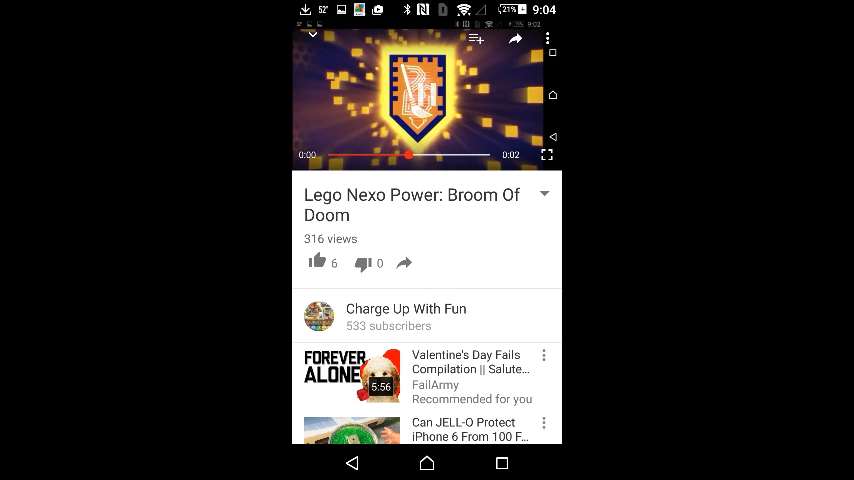 52° 21% 9:04
9:02
0:00 0:02
Lego Nexo Power: Broom Of
Doom
316 views
6 0
Charge Up With Fun
533 subscribers
FOREVER
ALONE
5:56
Valentine's Day Fails
Compilation || Salute...
FailArmy
Recommended for you
Can JELL-O Protect
iPhone 6 From 100 F...